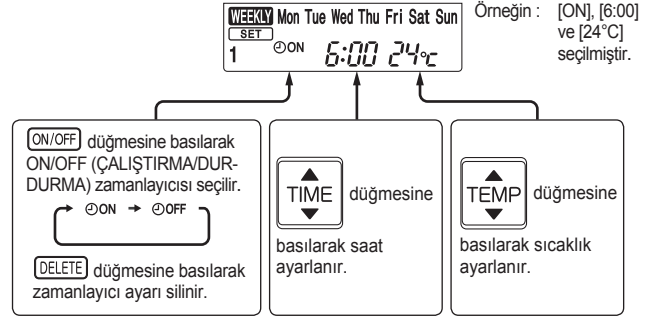 WEEKLY Mon Tue Wed Thu Fri Sat Sun
SET
1 ON 6:00 24°C
Örneğin : [ON], [6:00]
ve [24°C]
seçilmiştir.
ON/OFF düğmesine basılarak
ON/OFF (ÇALIŞTIRMA/DUR-
DURMA) zamanlayıcısı seçilir.
ON → OFF
DELETE düğmesine basılarak
zamanlayıcı ayarı silinir.
TIME düğmesine
basılarak saat
ayarlanır.
TEMP düğmesine
basılarak sıcaklık
ayarlanır.